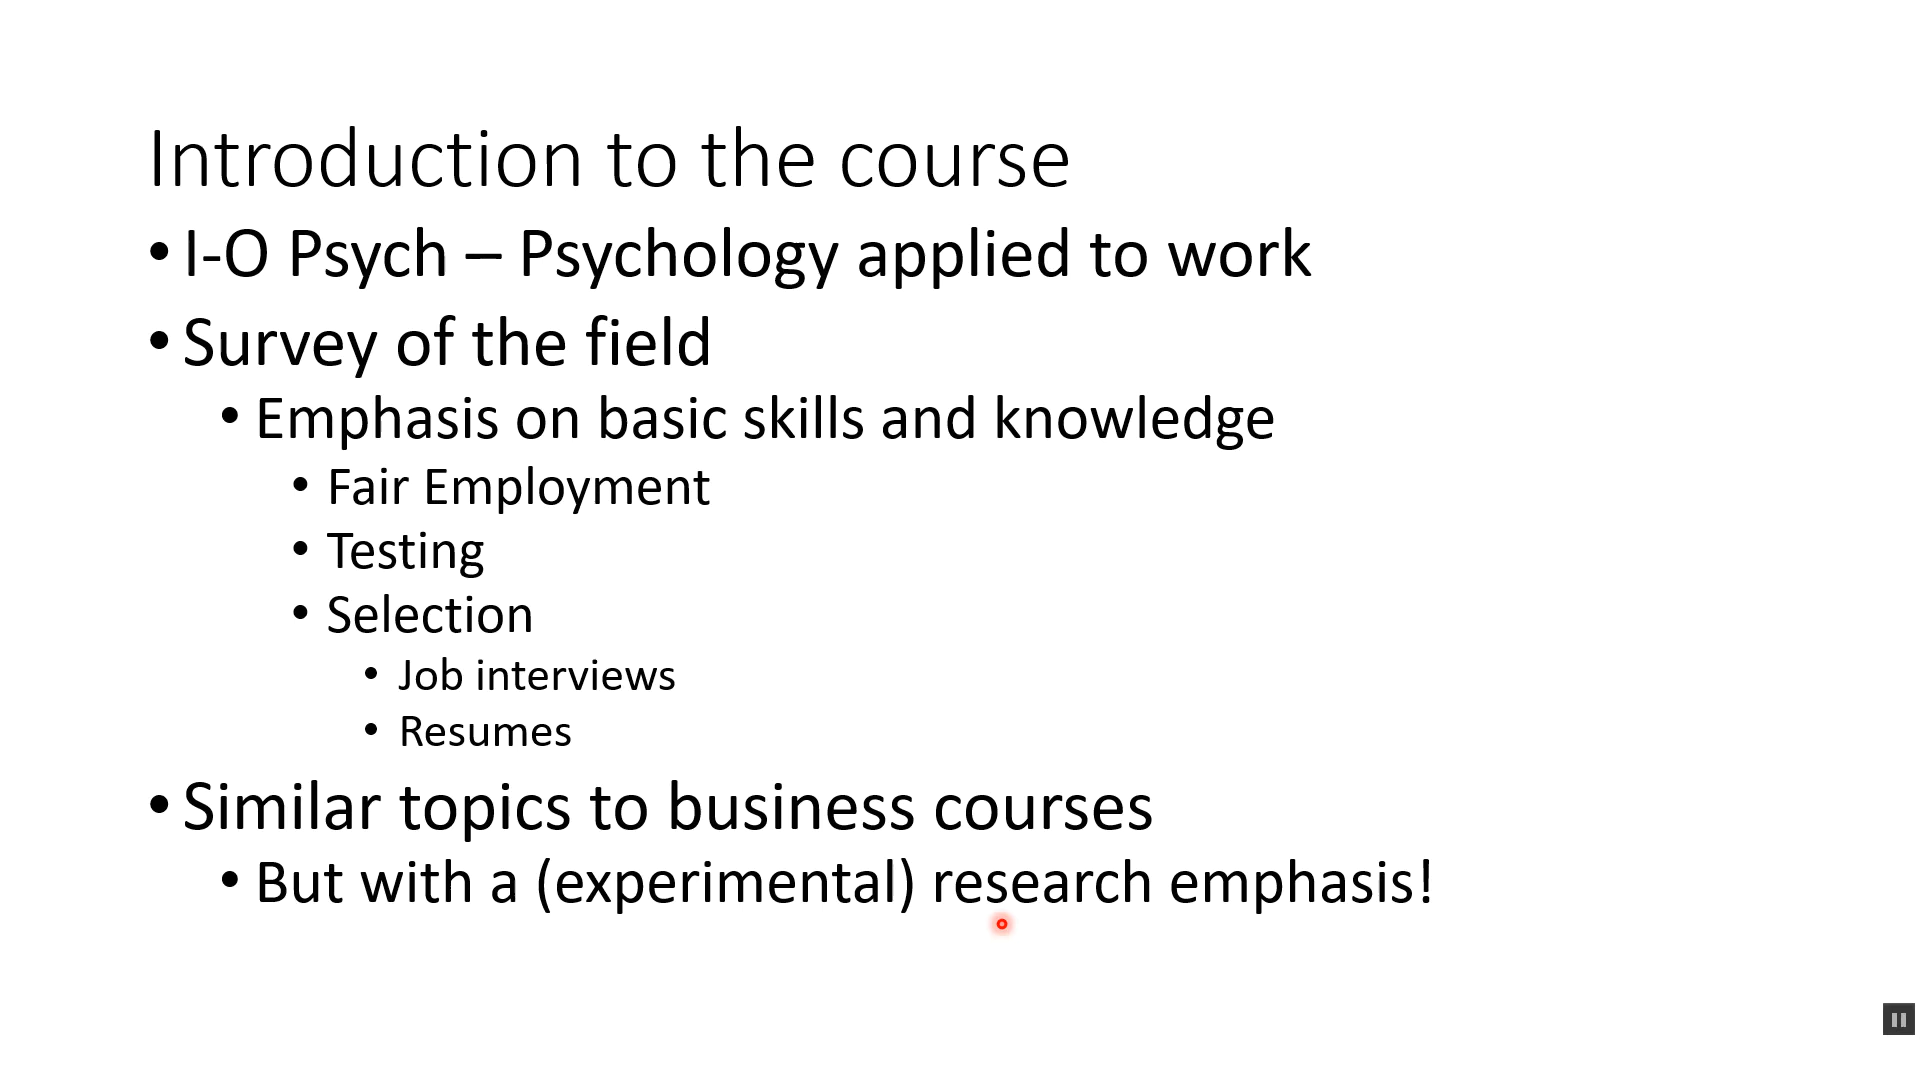 Introduction to the course
• I-O Psych – Psychology applied to work
• Survey of the field
• Emphasis on basic skills and knowledge
• Fair Employment
• Testing
• Selection
• Job interviews
• Resumes
• Similar topics to business courses
• But with a (experimental) research emphasis!